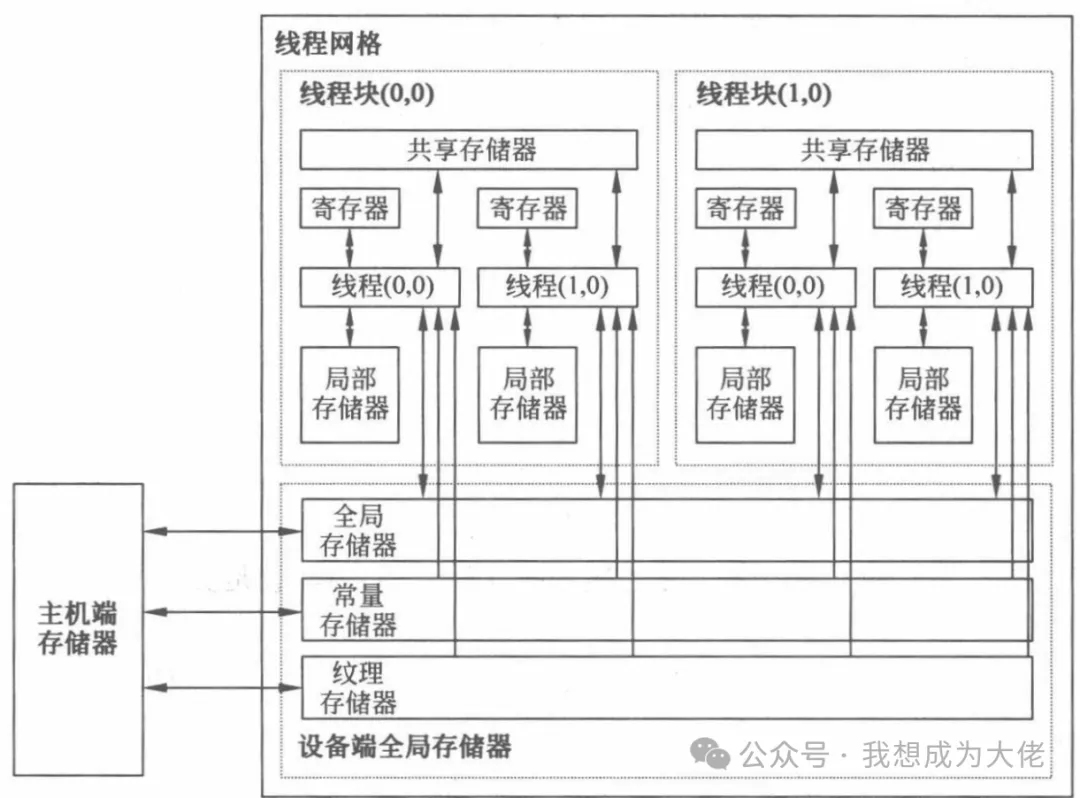 线程网格
线程块(0,0)
线程块(1,0)
共享存储器
共享存储器
寄存器
寄存器
寄存器
寄存器
线程(0,0)
线程(1,0)
线程(0,0)
线程(1,0)
局部
存储器
局部
存储器
局部
存储器
局部
存储器
主机端
存储器
全局
存储器
常量
存储器
纹理
存储器
设备端全局存储器
公众号·我想成为大佬